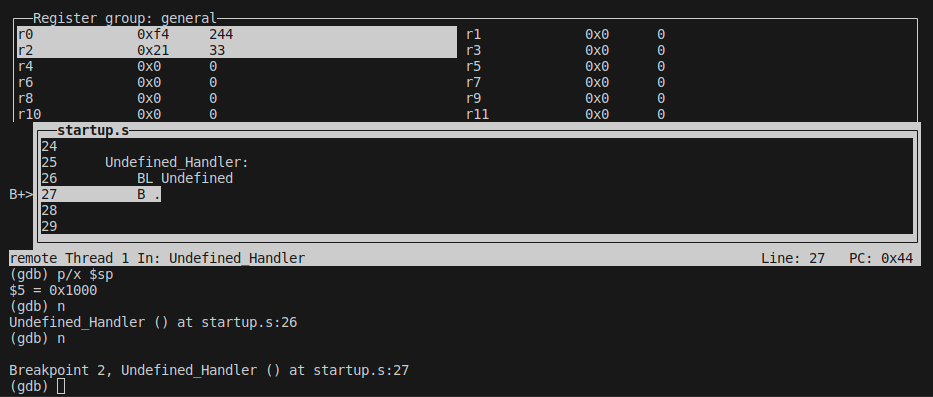 Register group: general
r0 0xf4 244 r1 0x0 0
r2 0x21 33 r3 0x0 0
r4 0x0 0 r5 0x0 0
r6 0x0 0 r7 0x0 0
r8 0x0 0 r9 0x0 0
r10 0x0 0 r11 0x0 0
startup.s
24
25 Undefined_Handler:
26 BL Undefined
B+> 27 B .
28
29
remote Thread 1 In: Undefined_Handler Line: 27 PC: 0x44
(gdb) p/x $sp
$5 = 0x1000
(gdb) n
Undefined_Handler () at startup.s:26
(gdb) n
Breakpoint 2, Undefined_Handler () at startup.s:27
(gdb)